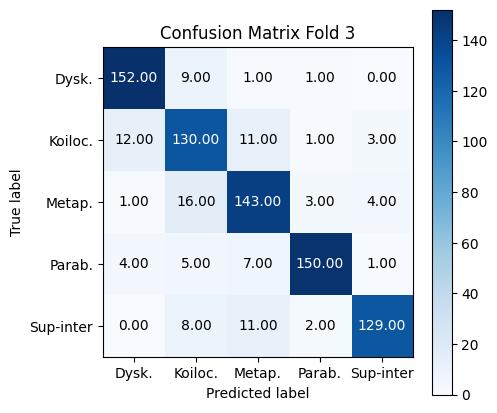 Confusion Matrix Fold 3
True label
Dysk. 152.00 9.00 1.00 1.00 0.00
Koiloc. 12.00 130.00 11.00 1.00 3.00
Metap. 1.00 16.00 143.00 3.00 4.00
Parab. 4.00 5.00 7.00 150.00 1.00
Sup-inter 0.00 8.00 11.00 2.00 129.00
Dysk. Koiloc. Metap. Parab. Sup-inter
Predicted label
140
120
100
80
60
40
20
0